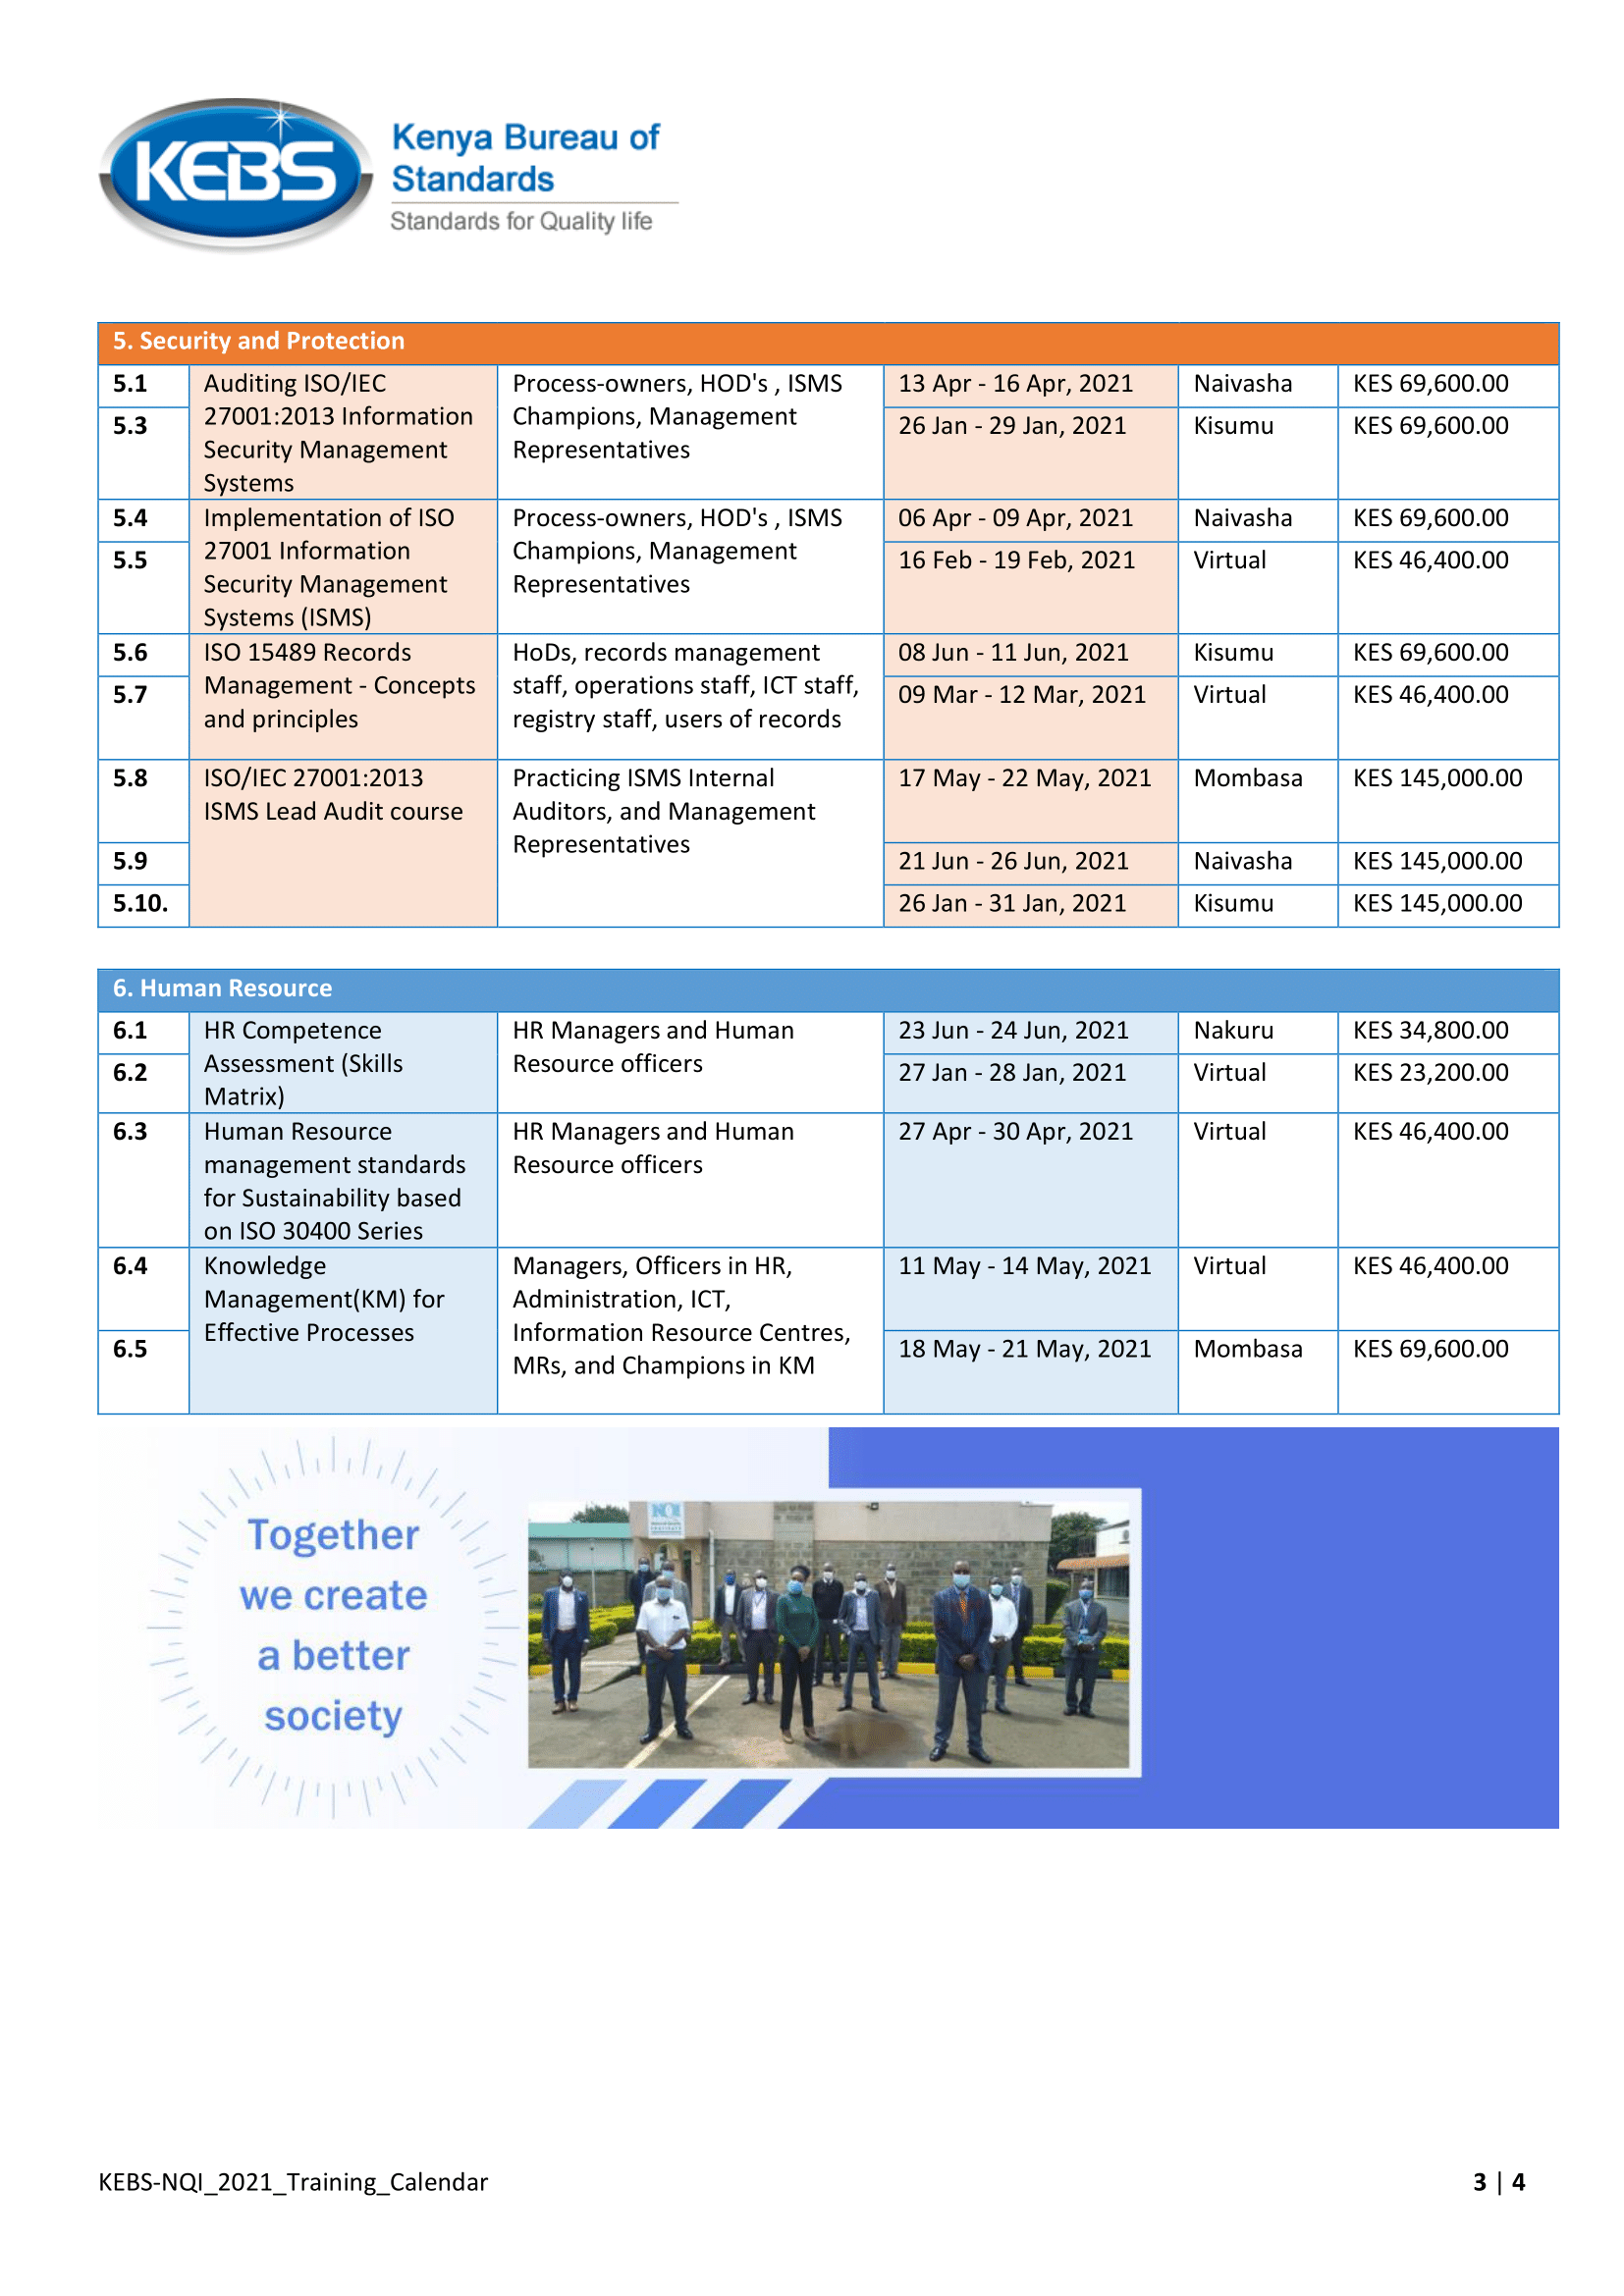 KEBS
Kenya Bureau of
Standards
Standards for Quality life
5. Security and Protection
5.1 Auditing ISO/IEC Process-owners, HOD's , ISMS 13 Apr - 16 Apr, 2021 Naivasha KES 69,600.00
27001:2013 Information Champions, Management
5.3 Security Management Representatives 26 Jan - 29 Jan, 2021 Kisumu KES 69,600.00
Systems
5.4 Implementation of ISO Process-owners, HOD's , ISMS 06 Apr - 09 Apr, 2021 Naivasha KES 69,600.00
5.5 27001 Information Champions, Management 16 Feb - 19 Feb, 2021 Virtual KES 46,400.00
Security Management Representatives
Systems (ISMS)
5.6 ISO 15489 Records HoDs, records management 08 Jun - 11 Jun, 2021 Kisumu KES 69,600.00
5.7 Management - Concepts staff, operations staff, ICT staff, 09 Mar - 12 Mar, 2021 Virtual KES 46,400.00
and principles registry staff, users of records
5.8 ISO/IEC 27001:2013 Practicing ISMS Internal 17 May - 22 May, 2021 Mombasa KES 145,000.00
ISMS Lead Audit course Auditors, and Management
Representatives
5.9 21 Jun - 26 Jun, 2021 Naivasha KES 145,000.00
5.10. 26 Jan - 31 Jan, 2021 Kisumu KES 145,000.00
6. Human Resource
6.1 HR Competence HR Managers and Human 23 Jun - 24 Jun, 2021 Nakuru KES 34,800.00
6.2 Assessment (Skills Resource officers 27 Jan - 28 Jan, 2021 Virtual KES 23,200.00
Matrix)
6.3 Human Resource HR Managers and Human 27 Apr - 30 Apr, 2021 Virtual KES 46,400.00
management standards Resource officers
for Sustainability based
on ISO 30400 Series
6.4 Knowledge Managers, Officers in HR, 11 May - 14 May, 2021 Virtual KES 46,400.00
Management(KM) for Administration, ICT,
Effective Processes Information Resource Centres,
6.5 MRs, and Champions in KM 18 May - 21 May, 2021 Mombasa KES 69,600.00
Together
we create
a better
society
NQI
KEBS-NQI_2021_Training_Calendar 3 | 4